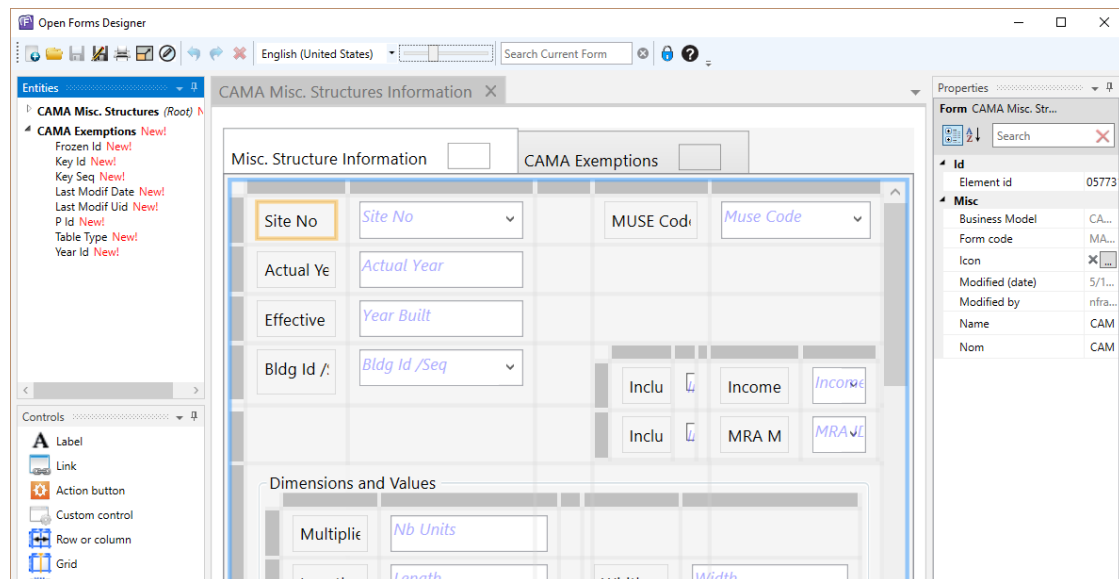 Open Forms Designer
English (United States)
Search Current Form
Entities
CAMA Misc. Structures (Root) N
CAMA Exemptions New!
Frozen Id New!
Key Id New!
Key Seq New!
Last Modif Date New!
Last Modif Uid New!
P Id New!
Table Type New!
Year Id New!
Controls
Label
Link
Action button
Custom control
Row or column
Grid
CAMA Misc. Structures Information
Misc. Structure Information
CAMA Exemptions
Site No Site No MUSE Cod Muse Code
Actual Ye Actual Year
Effective Year Built
Bldg Id /: Bldg Id /Seq
Inclu Income Income
Inclu MRA M MRA ID
Dimensions and Values
Multiplie Nb Units
Length Width
Properties
Form CAMA Misc. Str...
Search
Id
Element id 05773
Misc
Business Model CA...
Form code MA...
Icon ...
Modified (date) 5/1...
Modified by nfra...
Name CAM
Nom CAM